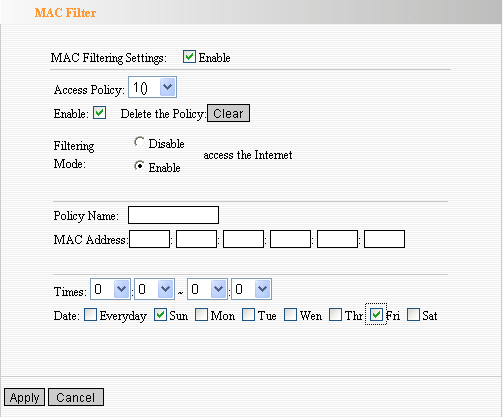 MAC Filter
MAC Filtering Settings: Enable
Access Policy: 1()
Enable: Delete the Policy: Clear
Filtering Mode: Disable
Enable
access the Internet
Policy Name:
MAC Address: : : : : :
Times: 0 : 0 ~ 0 : 0
Date: Everyday Sun Mon Tue Wen Thr Fri Sat
Apply Cancel